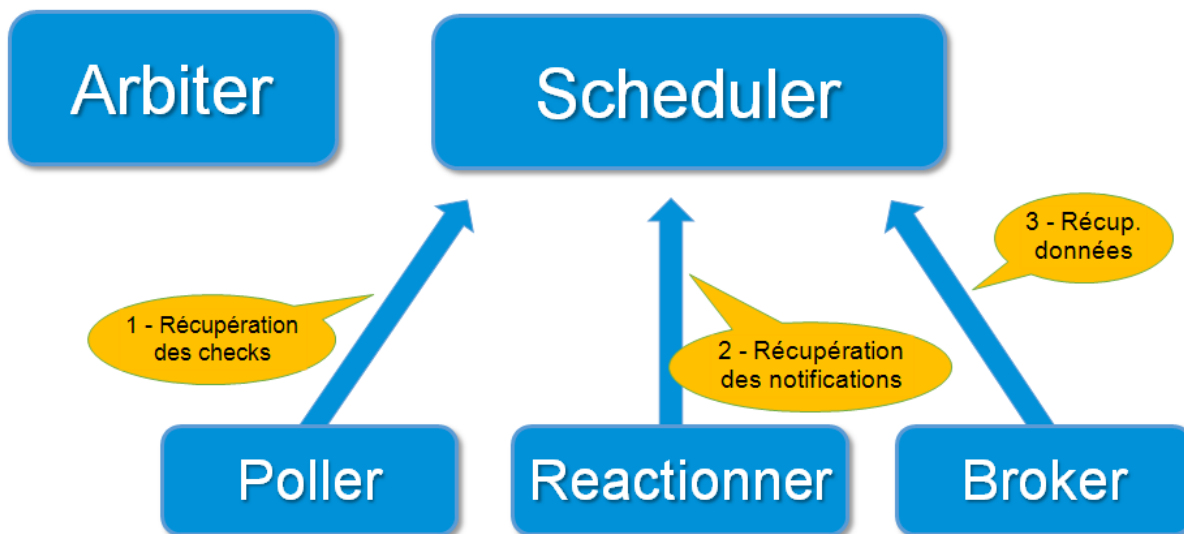 Arbiter
Scheduler
3 - Récup.
données
1 - Récupération
des checks
2 - Récupération
des notifications
Poller
Reactionner
Broker